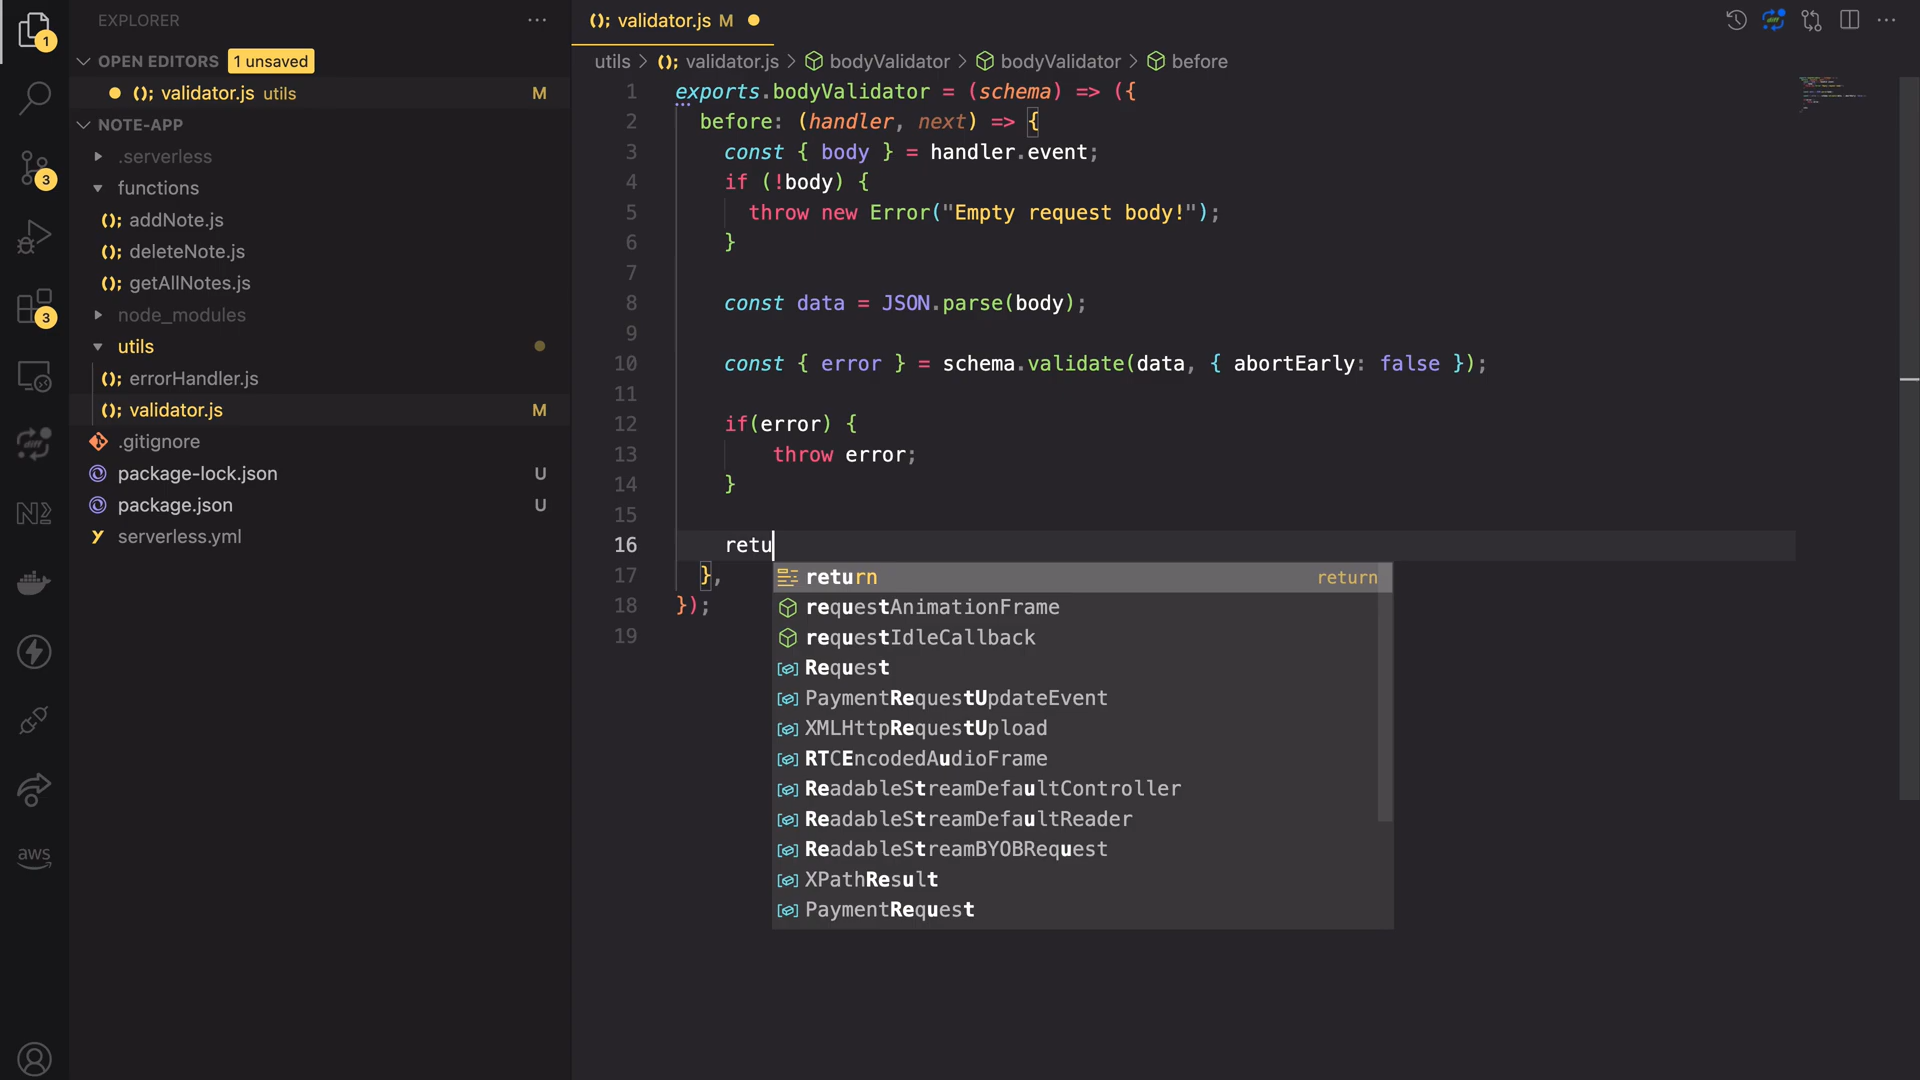 EXPLORER
OPEN EDITORS 1 unsaved
(); validator.js utils M
NOTE-APP
.serverless
functions
(); addNote.js
(); deleteNote.js
(); getAllNotes.js
node_modules
utils
(); errorHandler.js
(); validator.js M
.gitignore
package-lock.json U
package.json U
Y serverless.yml
1
3
3
diff
N
aws
(); validator.js M
diff
utils > (); validator.js > bodyValidator > bodyValidator > before
1 exports.bodyValidator = (schema) => ({
2 before: (handler, next) => {
3 const { body } = handler.event;
4 if (!body) {
5 throw new Error("Empty request body!");
6 }
7
8 const data = JSON.parse(body);
9
10 const { error } = schema.validate(data, { abortEarly: false });
11
12 if(error) {
13 throw error;
14 }
15
16 retu
17 },
18 });
19
return return
requestAnimationFrame
requestIdleCallback
Request
PaymentRequestUpdateEvent
XMLHttpRequestUpload
RTCEncodedAudioFrame
ReadableStreamDefaultController
ReadableStreamDefaultReader
ReadableStreamBYOBRequest
XPathResult
PaymentRequest